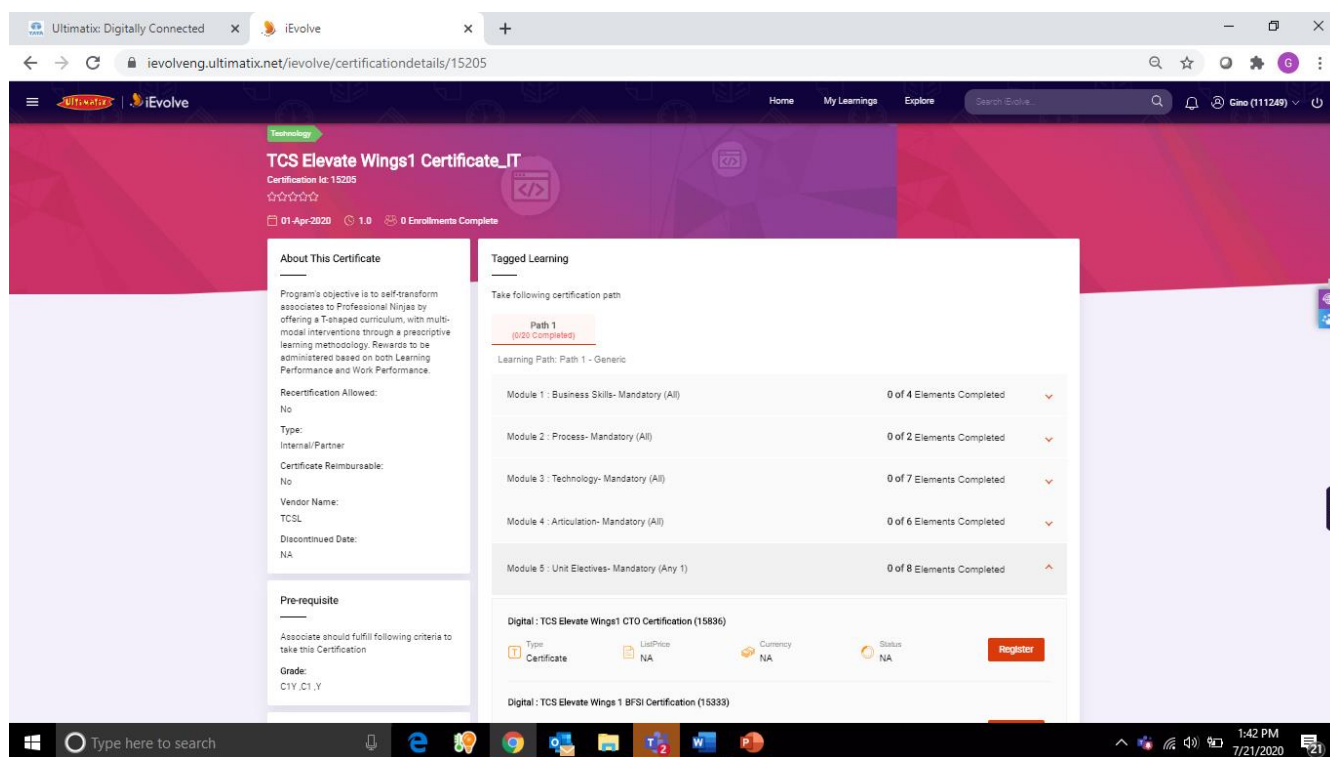 Ultimatix: Digitally Connected
iEvolve
ievolveng.ultimatix.net/ievolve/certificationdetails/15205
G
Ultimatix | iEvolve
Home My Learnings Explore Search iEvolve... Gino (111249)
Technology
TCS Elevate Wings1 Certificate_IT
Certification Id: 15205
01-Apr-2020 1.0 0 Enrollments Complete
About This Certificate
Program's objective is to self-transform
associates to Professional Ninjas by
offering a T-shaped curriculum, with multi-
modal interventions through a prescriptive
learning methodology. Rewards to be
administered based on both Learning
Performance and Work Performance.
Recertification Allowed:
No
Type:
Internal/Partner
Certificate Reimbursable:
No
Vendor Name:
TCSL
Discontinued Date:
NA
Pre-requisite
Associate should fulfill following criteria to
take this Certification
Grade:
C1Y ,C1 ,Y
Tagged Learning
Take following certification path
Path 1
(0/20 Completed)
Learning Path: Path 1 - Generic
Module 1 : Business Skills- Mandatory (All) 0 of 4 Elements Completed
Module 2 : Process- Mandatory (All) 0 of 2 Elements Completed
Module 3 : Technology- Mandatory (All) 0 of 7 Elements Completed
Module 4 : Articulation- Mandatory (All) 0 of 6 Elements Completed
Module 5 : Unit Electives- Mandatory (Any 1) 0 of 8 Elements Completed
Digital : TCS Elevate Wings1 CTO Certification (15836)
Type ListPrice Currency Status
Certificate NA NA NA
Register
Digital : TCS Elevate Wings 1 BFSI Certification (15333)
Type here to search
1:42 PM
7/21/2020
21